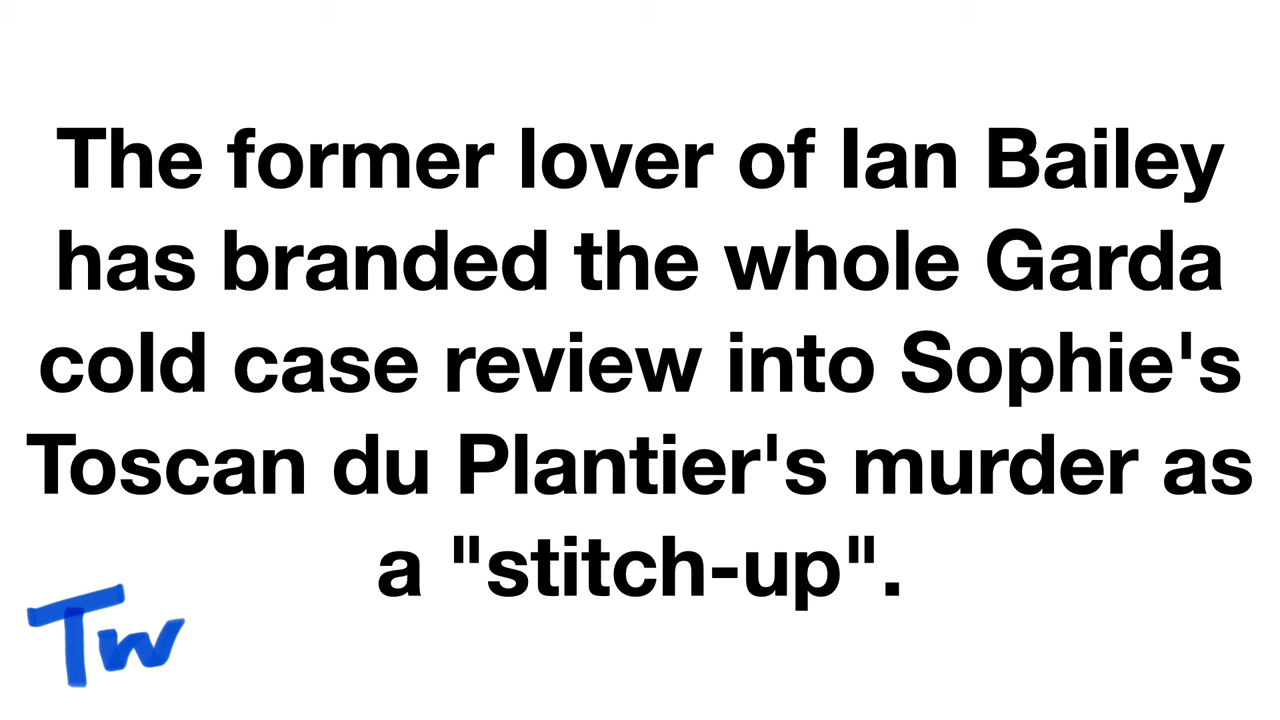 The former lover of Ian Bailey
has branded the whole Garda
cold case review into Sophie's
Toscan du Plantier's murder as
a "stitch-up".
Tw